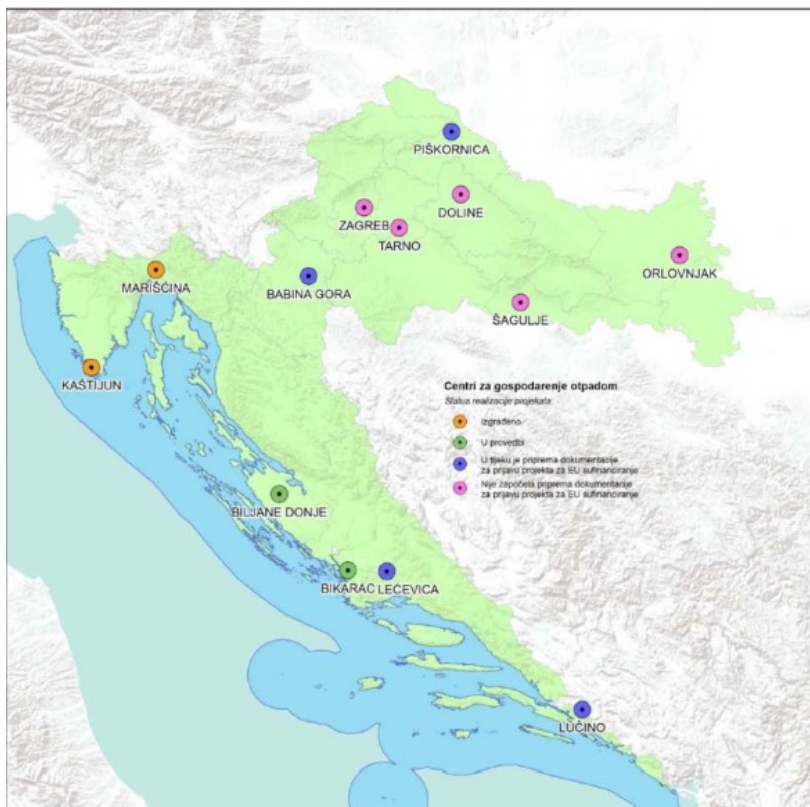 PIŠKORNICA
DOLINE
ZAGREB
TARNO
ORLOVNJAK
MARIŠĆINA
BABINA GORA
ŠAGULJE
KAŠTIJUN
Centri za gospodarenje otpadom
Status realizacije projekata:
Izgrađeno
U provedbi
U tijeku je priprema dokumentacije
za prijavu projekta za EU sufinanciranje
Nije započela priprema dokumentacije
za prijavu projekta za EU sufinanciranje
BILJANE DONJE
BIKARAC
LEĆEVICA
LUČINO